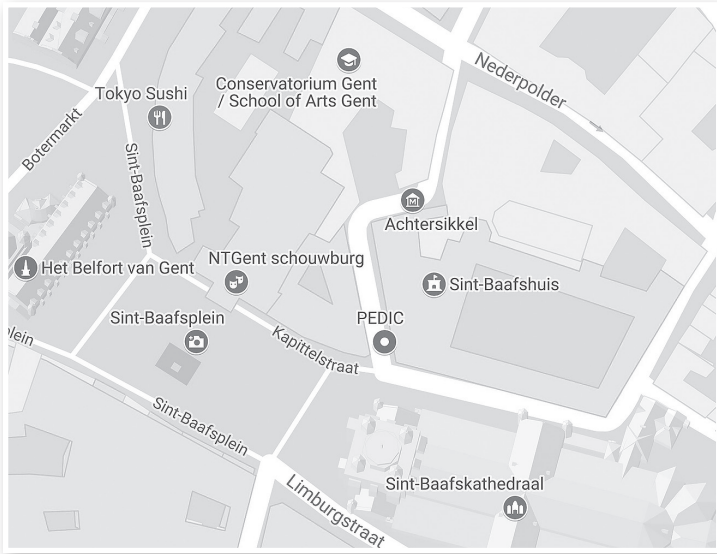 Nederpolder
Conservatorium Gent
/ School of Arts Gent
Tokyo Sushi
Botermarkt
Sint-Baafsplein
Achtersikkel
NTGent schouwburg
Het Belfort van Gent
Sint-Baafshuis
Sint-Baafsplein
PEDIC
plein
Kapittelstraat
Sint-Baafsplein
Sint-Baafskathedraal
Limburgstraat